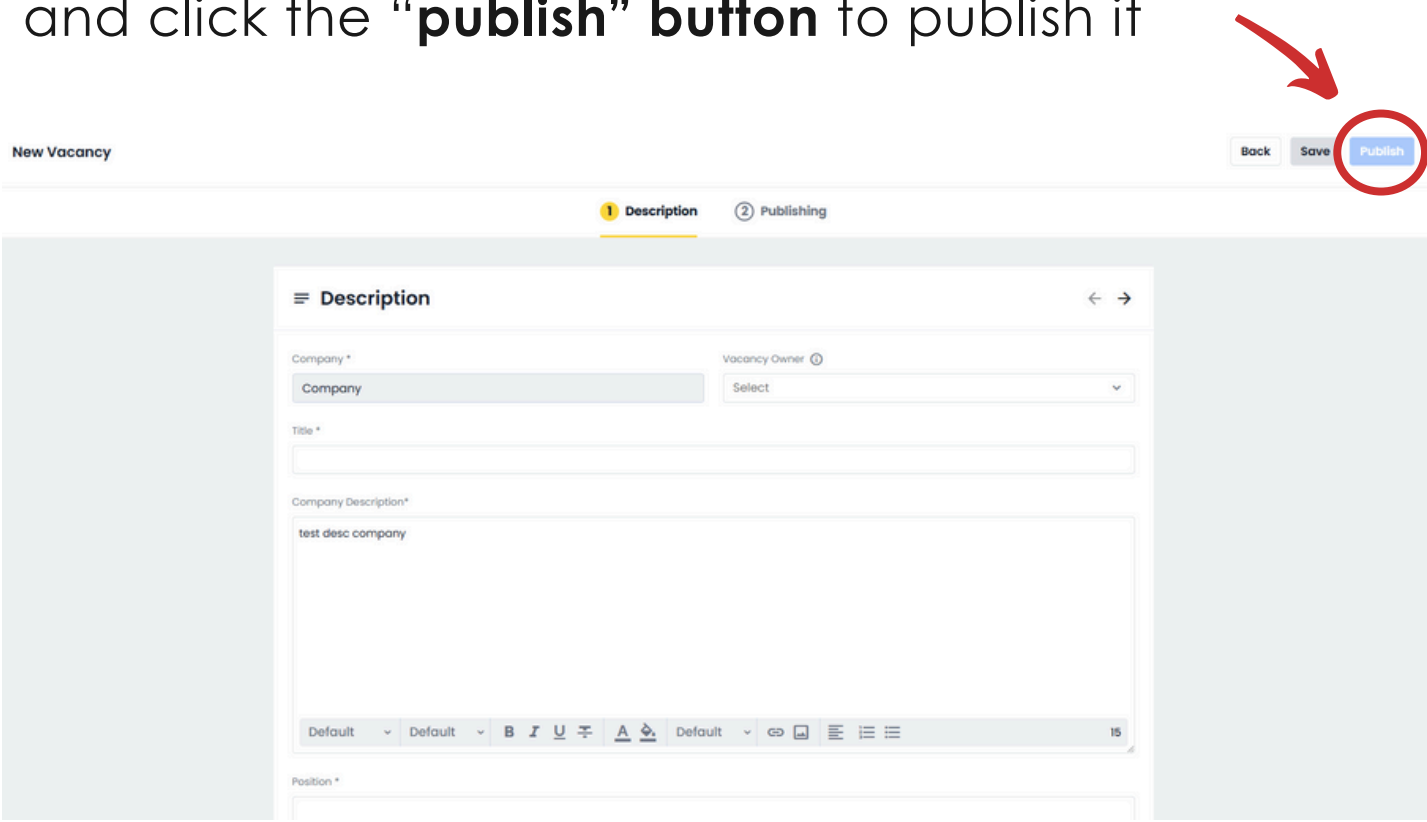 and click the “publish” button to publish it
New Vacancy
Back Save Publish
1 Description 2 Publishing
Description
Company * Vacancy Owner
Company Select
Title *
Company Description*
test desc company
Default Default B I U T A Default 15
Position *